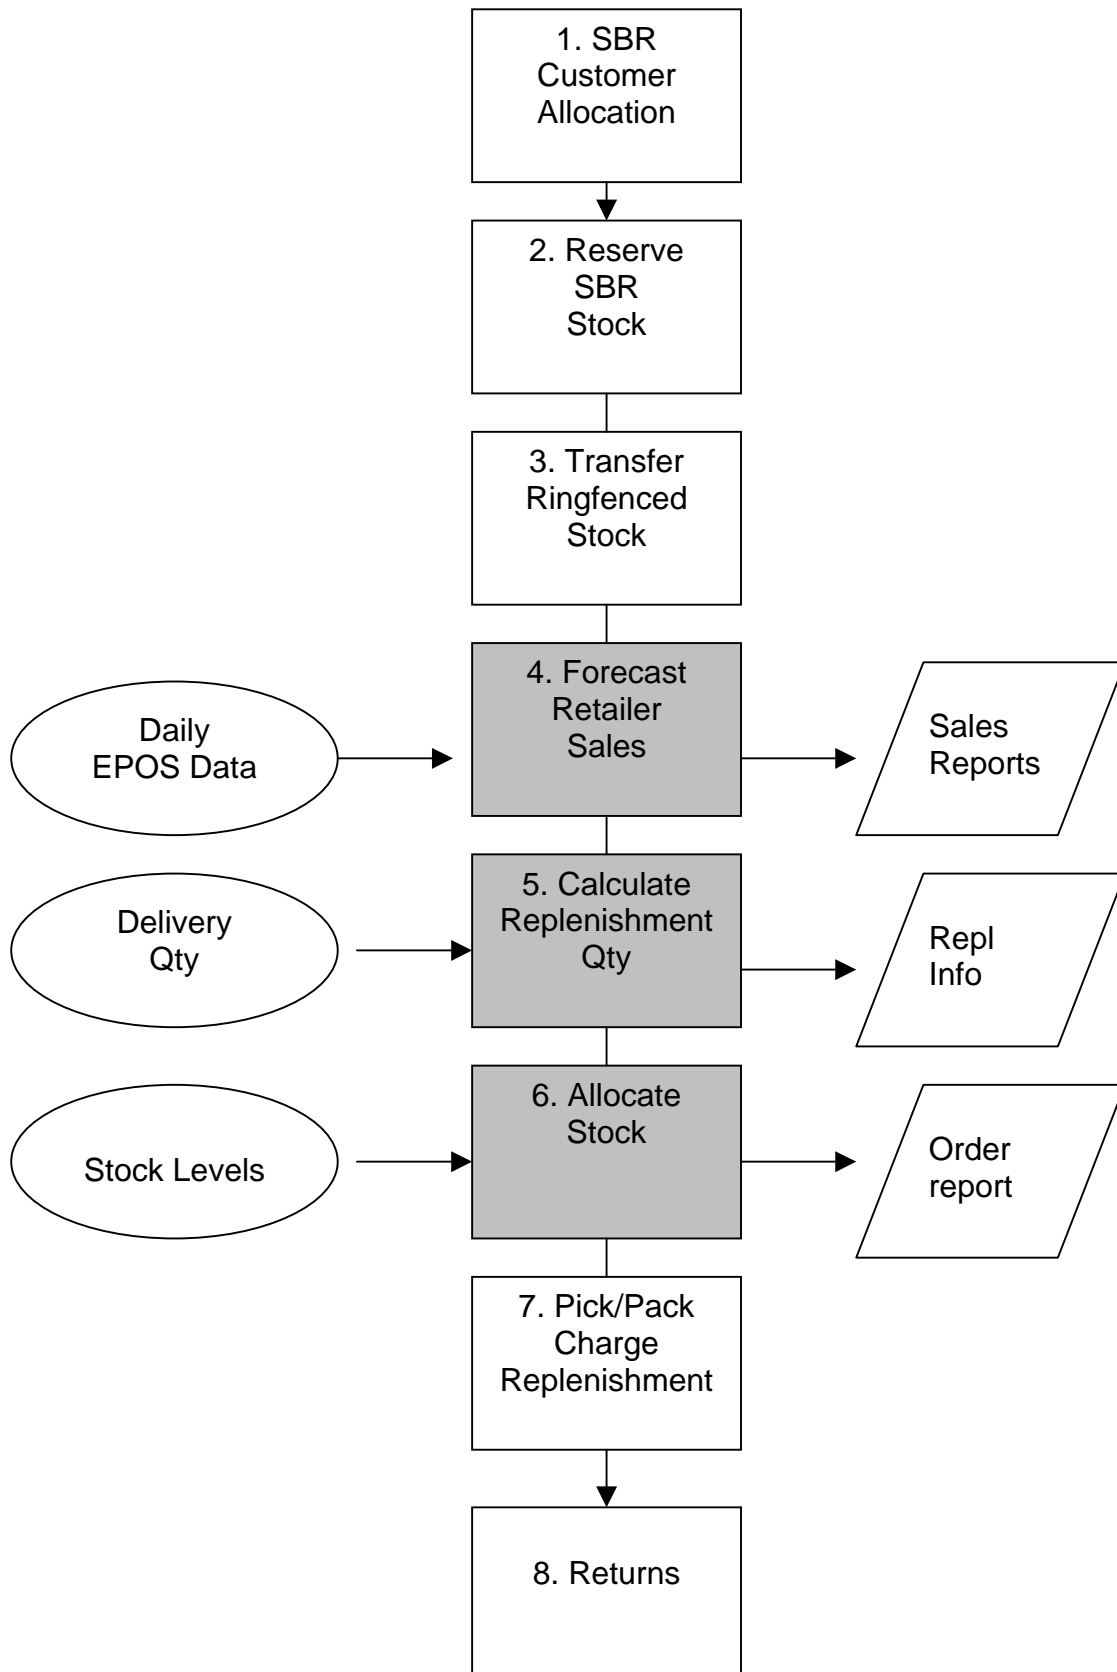 1. SBR
Customer
Allocation
2. Reserve
SBR
Stock
3. Transfer
Ringfenced
Stock
Daily
EPOS Data
4. Forecast
Retailer
Sales
Sales
Reports
Delivery
Qty
5. Calculate
Replenishment
Qty
Repl
Info
Stock Levels
6. Allocate
Stock
Order
report
7. Pick/Pack
Charge
Replenishment
8. Returns